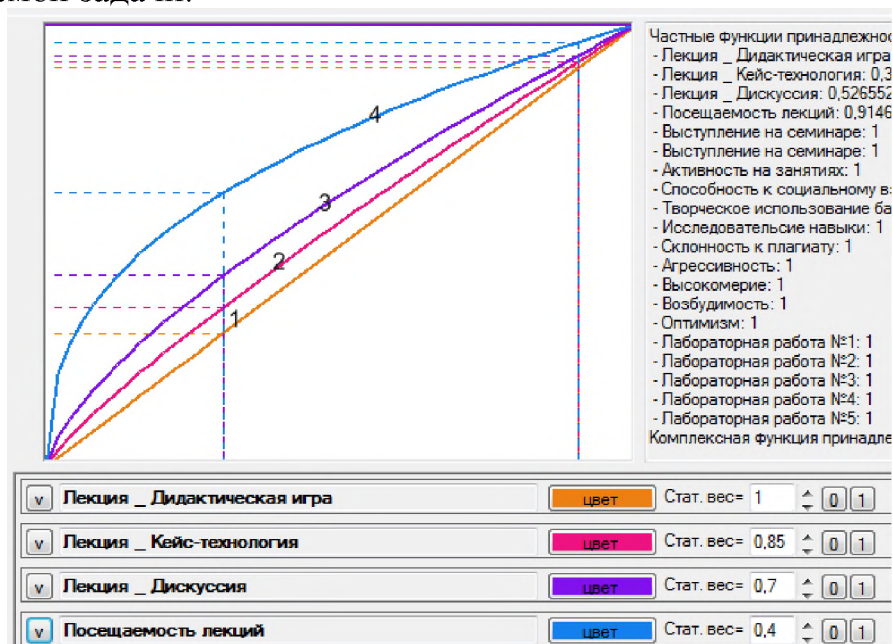 емой задачи.
4
3
2
1
Частные функции принадлежнос
- Лекция _ Дидактическая игра
- Лекция _ Кейс-технология: 0,3
- Лекция _ Дискуссия: 0,526552
- Посещаемость лекций: 0,9146
- Выступление на семинаре: 1
- Выступление на семинаре: 1
- Активность на занятиях: 1
- Способность к социальному в
- Творческое использование ба
- Исследовательсие навыки: 1
- Склонность к плагиату: 1
- Агрессивность: 1
- Высокомерие: 1
- Возбудимость: 1
- Оптимизм: 1
- Лабораторная работа №1: 1
- Лабораторная работа №2: 1
- Лабораторная работа №3: 1
- Лабораторная работа №4: 1
- Лабораторная работа №5: 1
Комплексная функция принадле
v Лекция _ Дидактическая игра цвет Стат. вес= 1 0 1
v Лекция _ Кейс-технология цвет Стат. вес= 0,85 0 1
v Лекция _ Дискуссия цвет Стат. вес= 0,7 0 1
v Посещаемость лекций цвет Стат. вес= 0,4 0 1